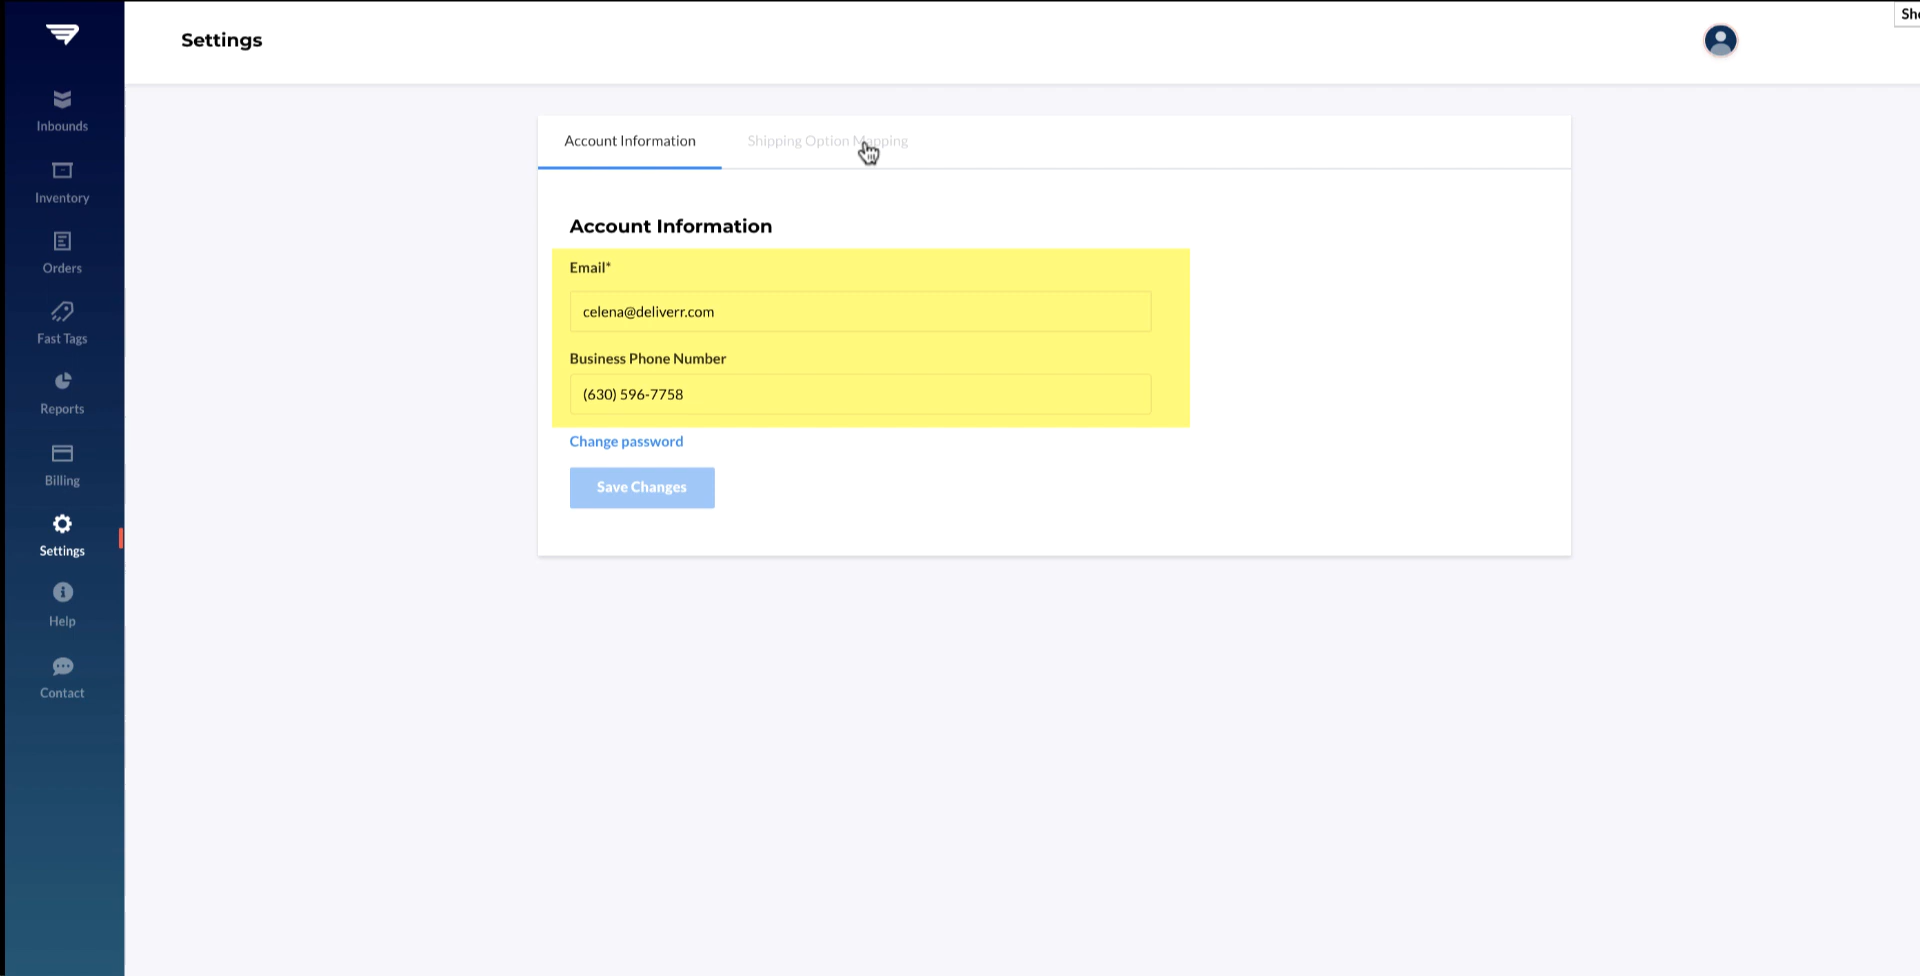 She
Settings
Inbounds
Inventory
Orders
Fast Tags
Reports
Billing
Settings
Help
Contact
Account Information
Shipping Option Mapping
Account Information
Email*
celena@deliverr.com
Business Phone Number
(630) 596-7758
Change password
Save Changes